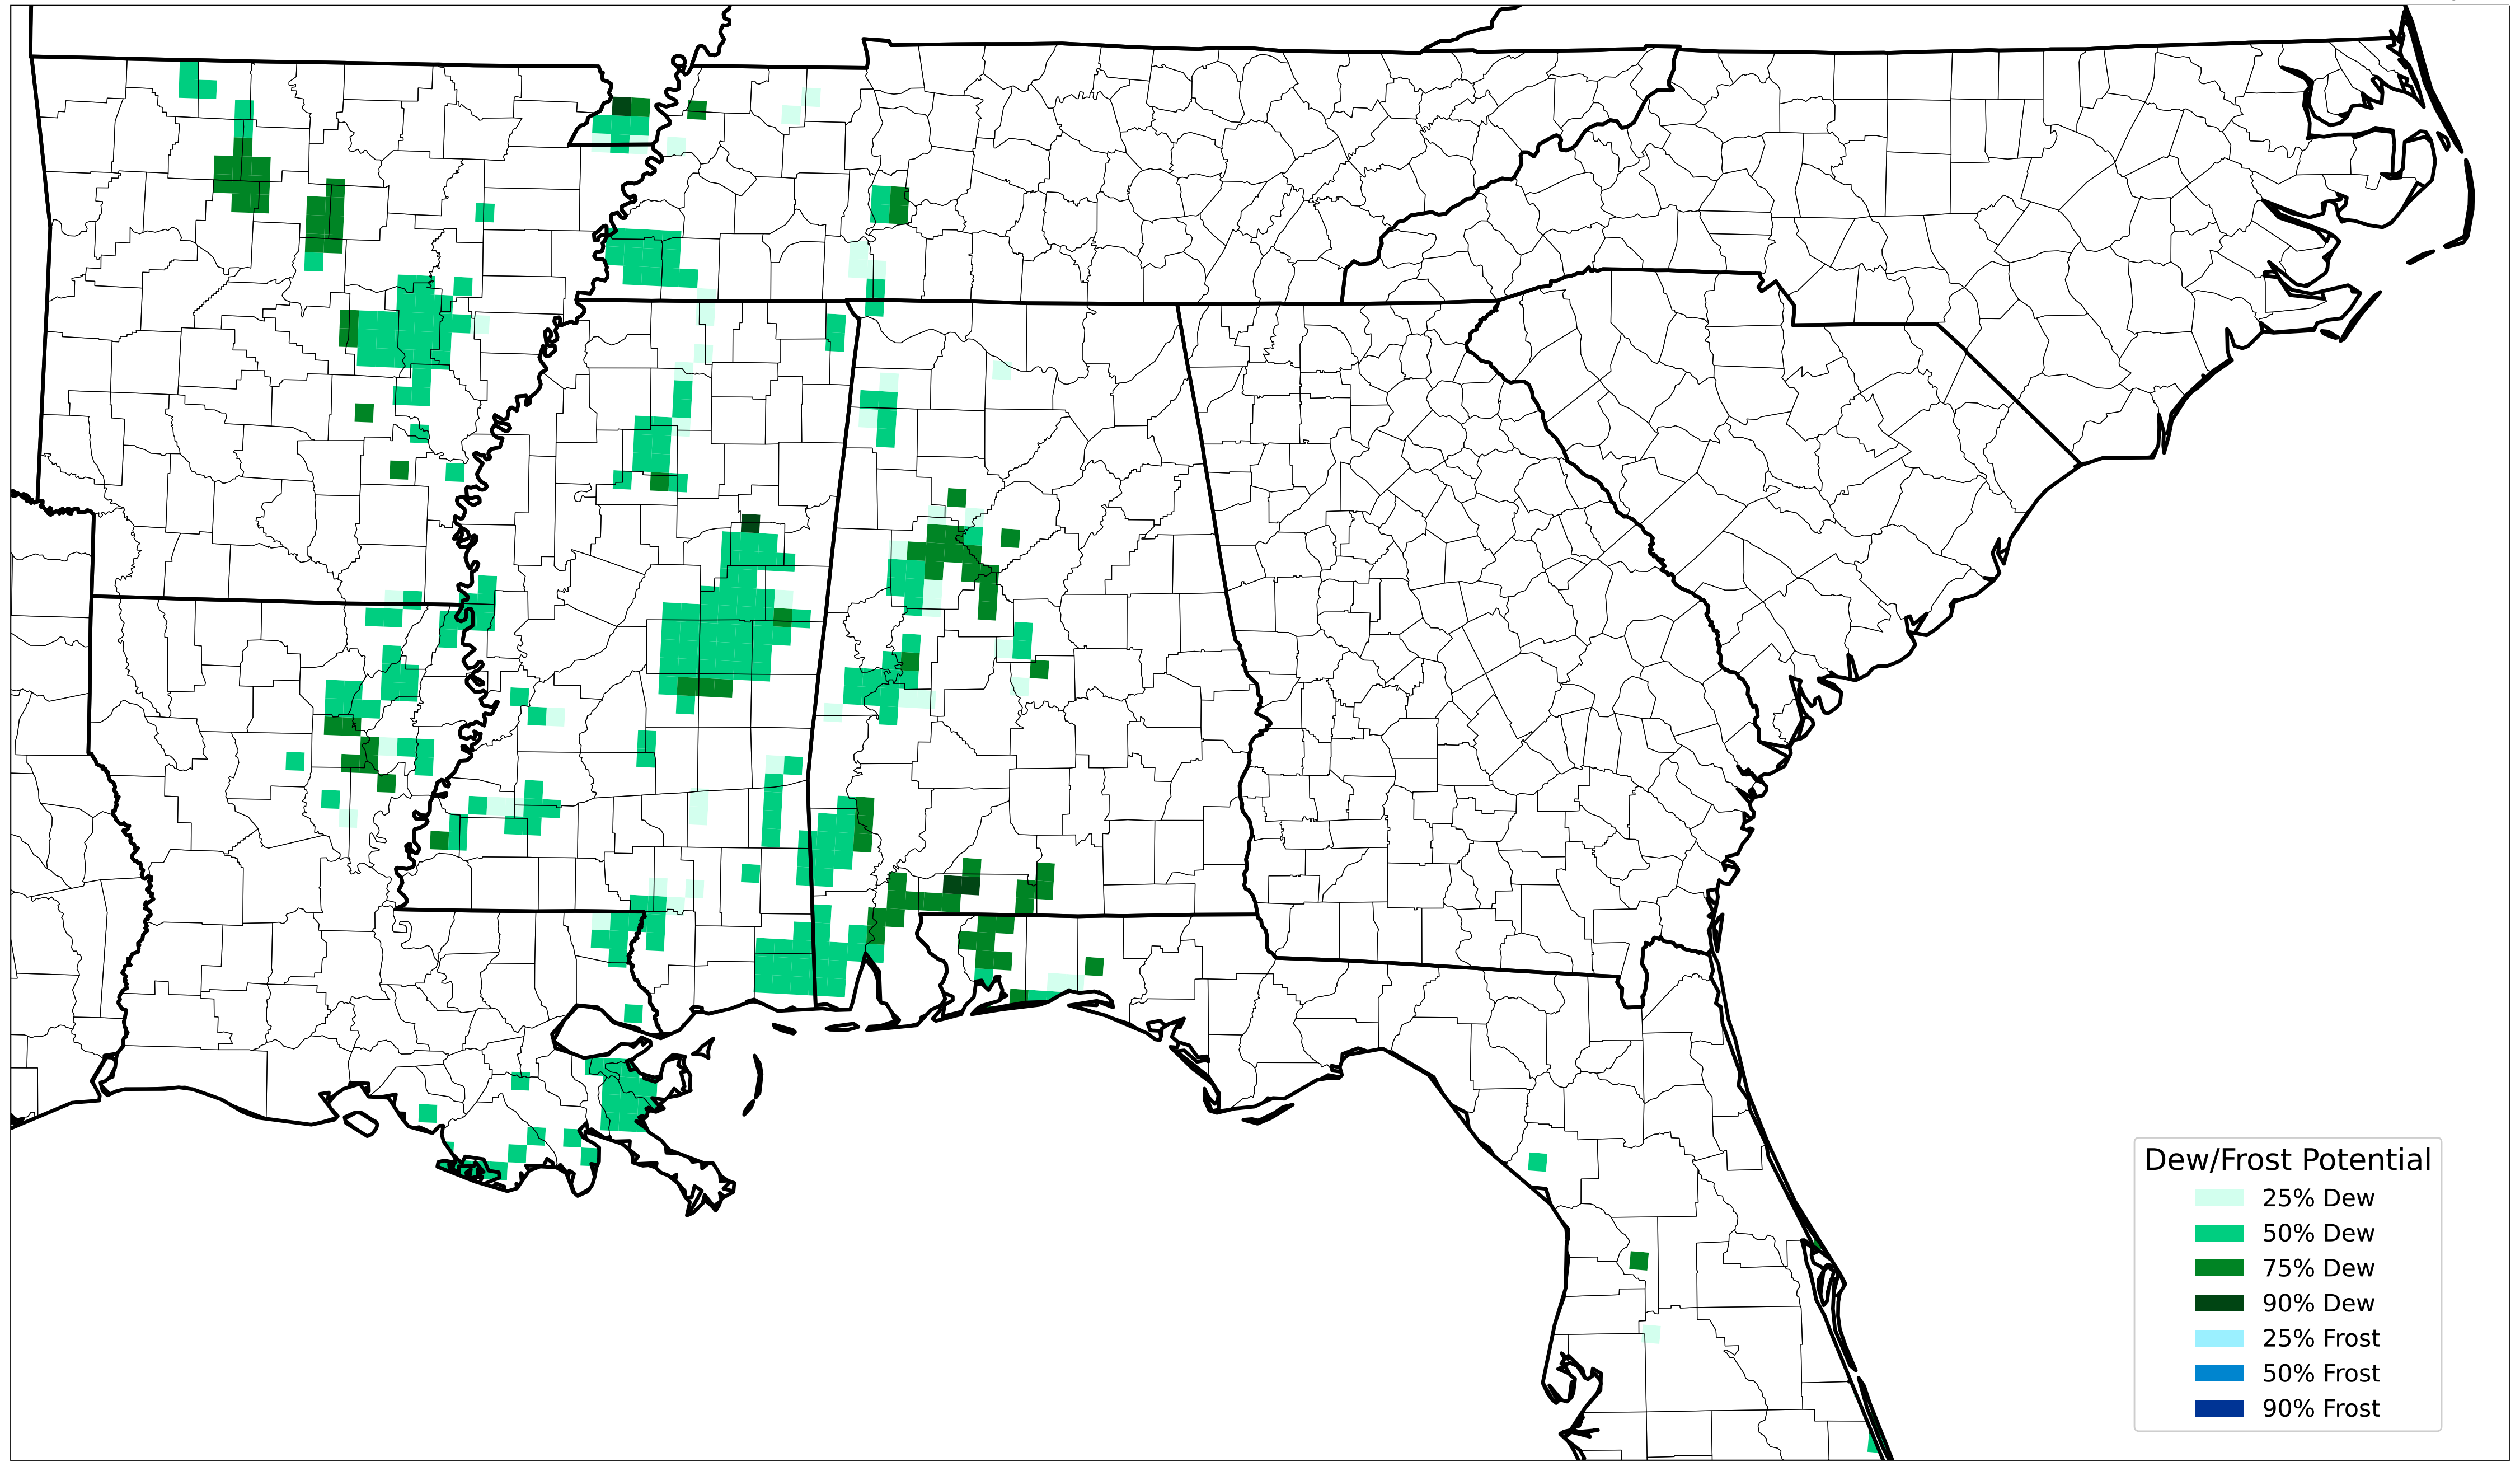 Dew/Frost Potential
25% Dew
50% Dew
75% Dew
90% Dew
25% Frost
50% Frost
90% Frost